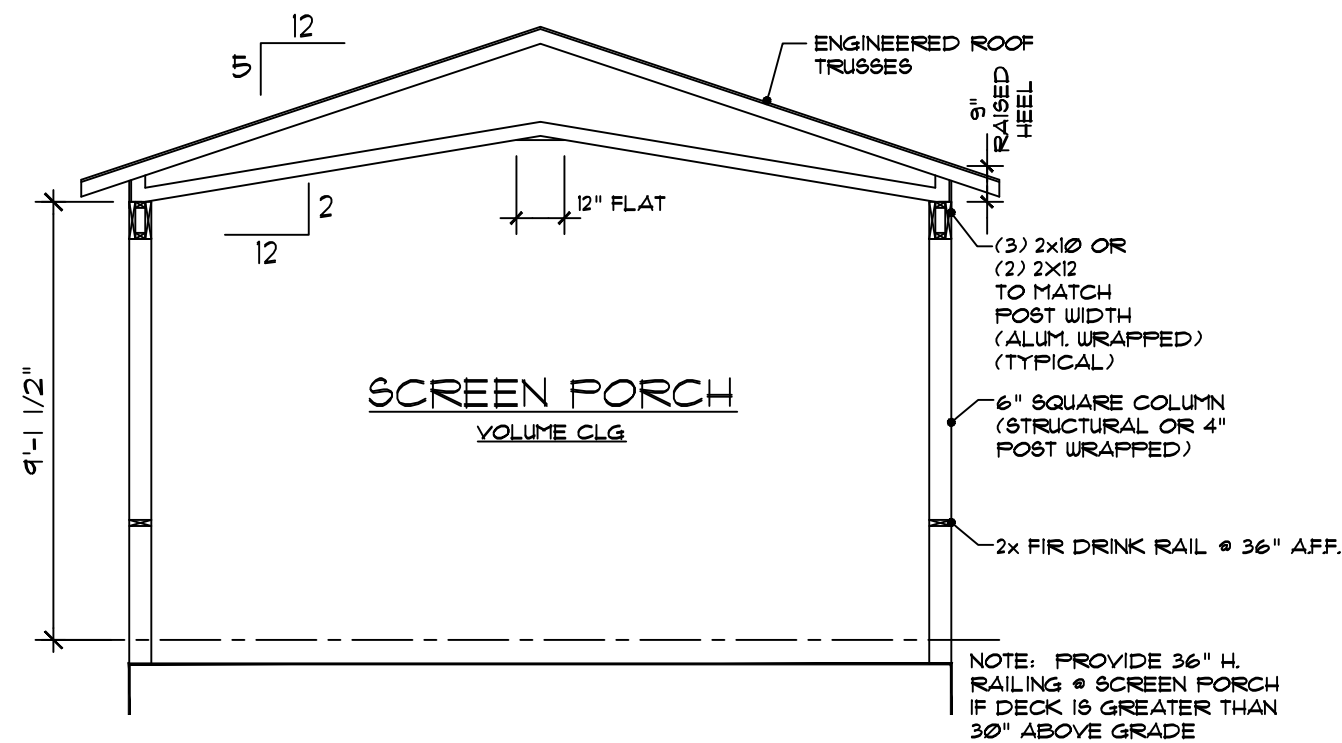 12
5
ENGINEERED ROOF
TRUSSES
9"
RAISED
HEEL
2
12
12" FLAT
(3) 2x10 OR
(2) 2X12
TO MATCH
POST WIDTH
(ALUM. WRAPPED)
(TYPICAL)
9'-1 1/2"
SCREEN PORCH
VOLUME CLG
6" SQUARE COLUMN
(STRUCTURAL OR 4"
POST WRAPPED)
2x FIR DRINK RAIL @ 36" A.F.F.
NOTE: PROVIDE 36" H.
RAILING @ SCREEN PORCH
IF DECK IS GREATER THAN
30" ABOVE GRADE